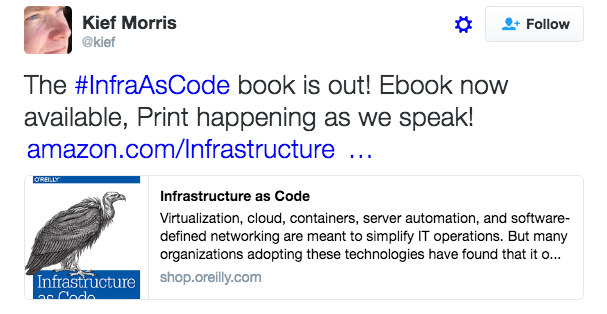 Kief Morris
@kief
Follow
The #InfraAsCode book is out! Ebook now
available, Print happening as we speak!
amazon.com/Infrastructure …
O'REILLY
Infrastructure
as Code
Infrastructure as Code
Virtualization, cloud, containers, server automation, and software-
defined networking are meant to simplify IT operations. But many
organizations adopting these technologies have found that it o...
shop.oreilly.com